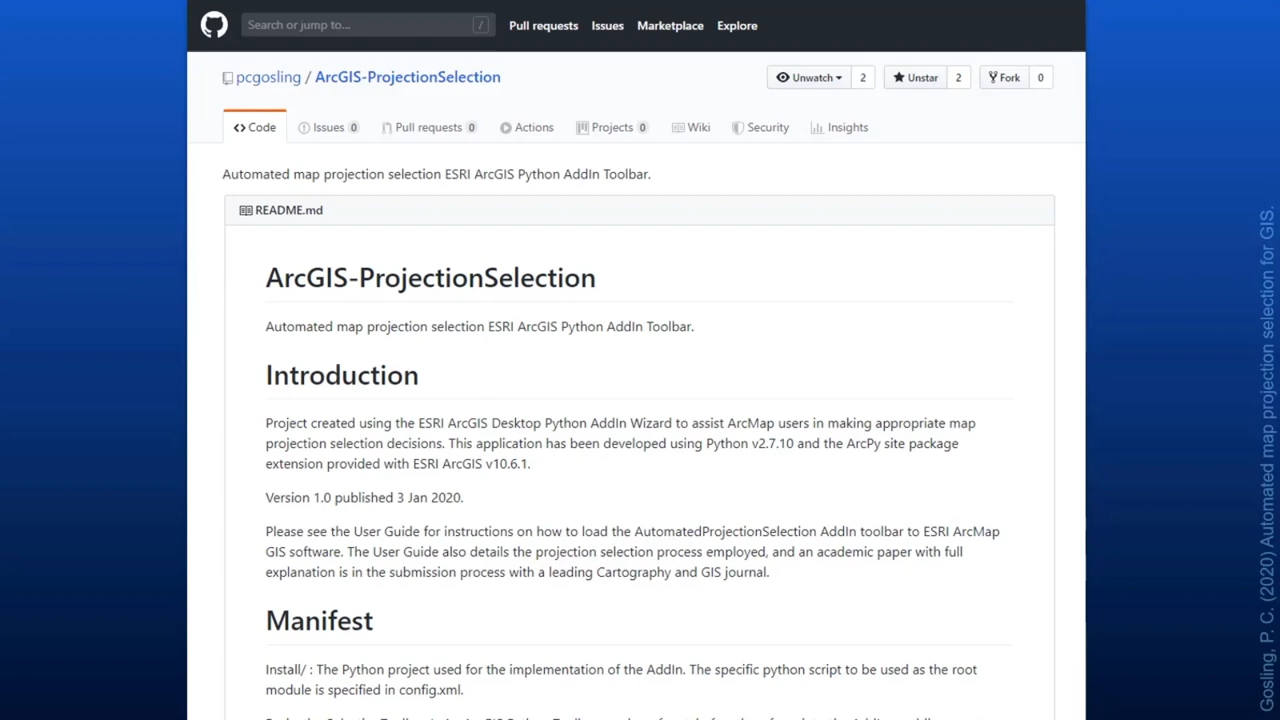 Search or jump to...
/
Pull requests
Issues
Marketplace
Explore
pcgosling / ArcGIS-ProjectionSelection
Unwatch 2
Unstar 2
Fork 0
Code
Issues 0
Pull requests 0
Actions
Projects 0
Wiki
Security
Insights
Automated map projection selection ESRI ArcGIS Python AddIn Toolbar.
README.md
ArcGIS-ProjectionSelection
Automated map projection selection ESRI ArcGIS Python AddIn Toolbar.
Introduction
Project created using the ESRI ArcGIS Desktop Python AddIn Wizard to assist ArcMap users in making appropriate map
projection selection decisions. This application has been developed using Python v2.7.10 and the ArcPy site package
extension provided with ESRI ArcGIS v10.6.1.
Version 1.0 published 3 Jan 2020.
Please see the User Guide for instructions on how to load the AutomatedProjectionSelection AddIn toolbar to ESRI ArcMap
GIS software. The User Guide also details the projection selection process employed, and an academic paper with full
explanation is in the submission process with a leading Cartography and GIS journal.
Manifest
Install/ : The Python project used for the implementation of the AddIn. The specific python script to be used as the root
module is specified in config.xml.
Gosling, P. C. (2020) Automated map projection selection for GIS.